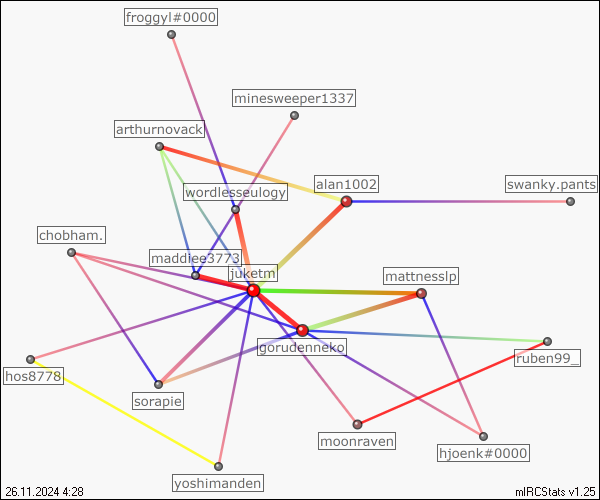 froggyl#0000
minesweeper1337
arthurnovack
alan1002
swanky.pants
wordlesseulogy
chobham.
maddiee3773
juketm
mattnesslp
gorudenneko
ruben99_
hos8778
sorapie
moonraven
hjoenk#0000
yoshimanden
26.11.2024 4:28
mIRCStats v1.25